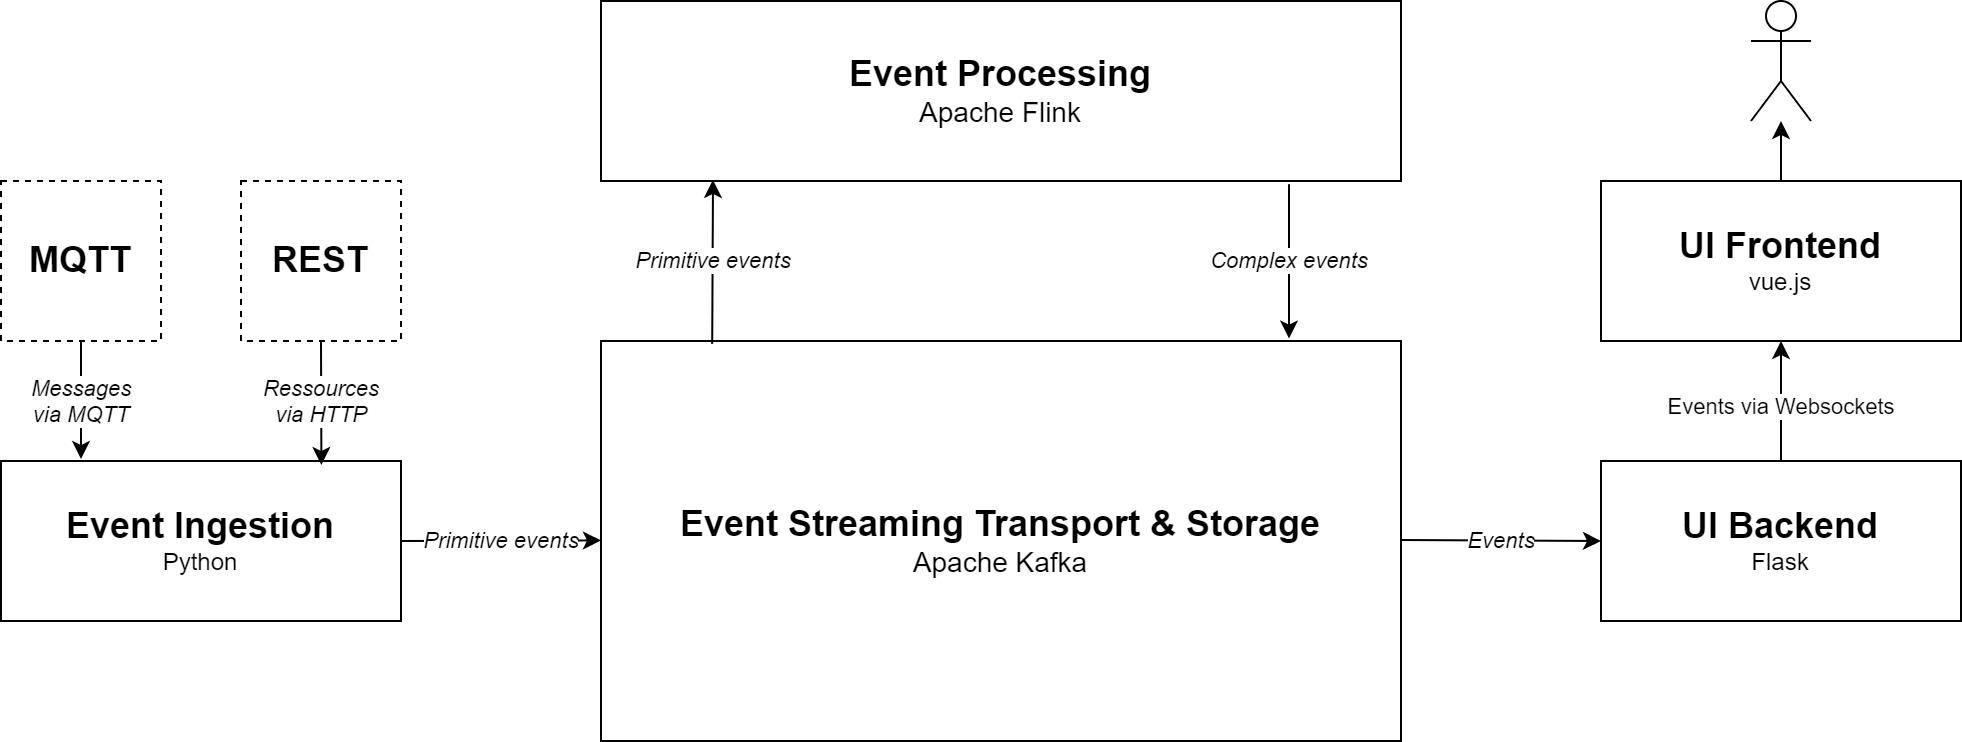 Event Processing
Apache Flink
MQTT
REST
Primitive events
Complex events
UI Frontend
vue.js
Messages
via MQTT
Ressources
via HTTP
Events via Websockets
Event Ingestion
Python
Primitive events
Event Streaming Transport & Storage
Apache Kafka
Events
UI Backend
Flask